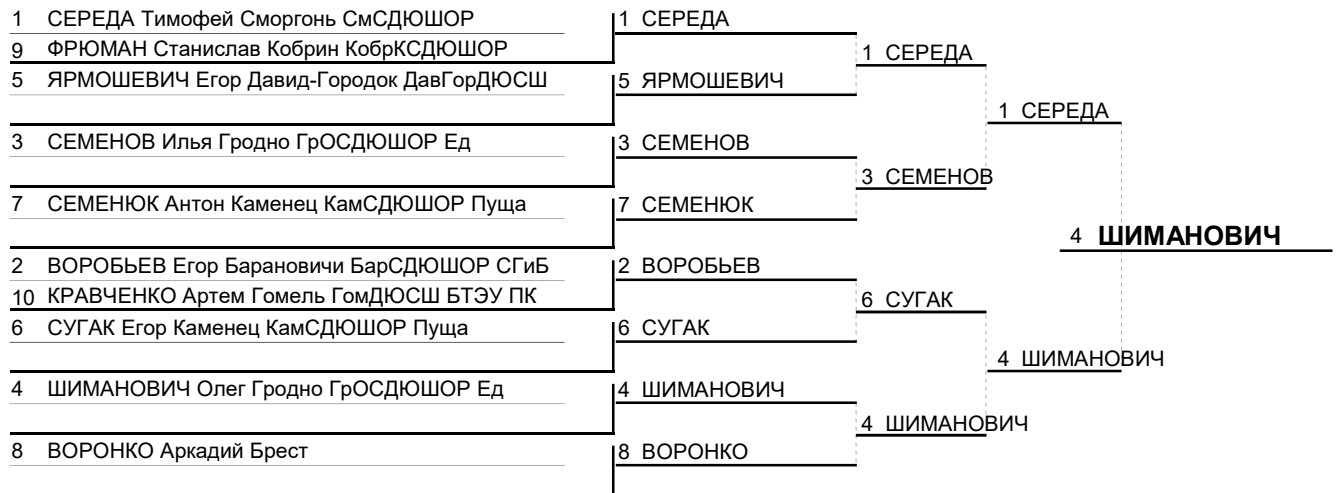 1 СЕРЕДА Тимофей Сморгонь СмСДЮШОР
1 СЕРЕДА
9 ФРЮМАН Станислав Кобрин КобрКСДЮШОР
1 СЕРЕДА
5 ЯРМОШЕВИЧ Егор Давид-Городок ДавГорДЮСШ
5 ЯРМОШЕВИЧ
1 СЕРЕДА
3 СЕМЕНОВ Илья Гродно ГрОСДЮШОР Ед
3 СЕМЕНОВ
3 СЕМЕНОВ
7 СЕМЕНЮК Антон Каменец КамСДЮШОР Пуща
7 СЕМЕНЮК
4 ШИМАНОВИЧ
2 ВОРОБЬЕВ Егор Барановичи БарСДЮШОР СГиБ
2 ВОРОБЬЕВ
10 КРАВЧЕНКО Артем Гомель ГомДЮСШ БТЭУ ПК
6 СУГАК
6 СУГАК Егор Каменец КамСДЮШОР Пуща
6 СУГАК
4 ШИМАНОВИЧ
4 ШИМАНОВИЧ Олег Гродно ГрОСДЮШОР Ед
4 ШИМАНОВИЧ
4 ШИМАНОВИЧ
8 ВОРОНКО Аркадий Брест
8 ВОРОНКО